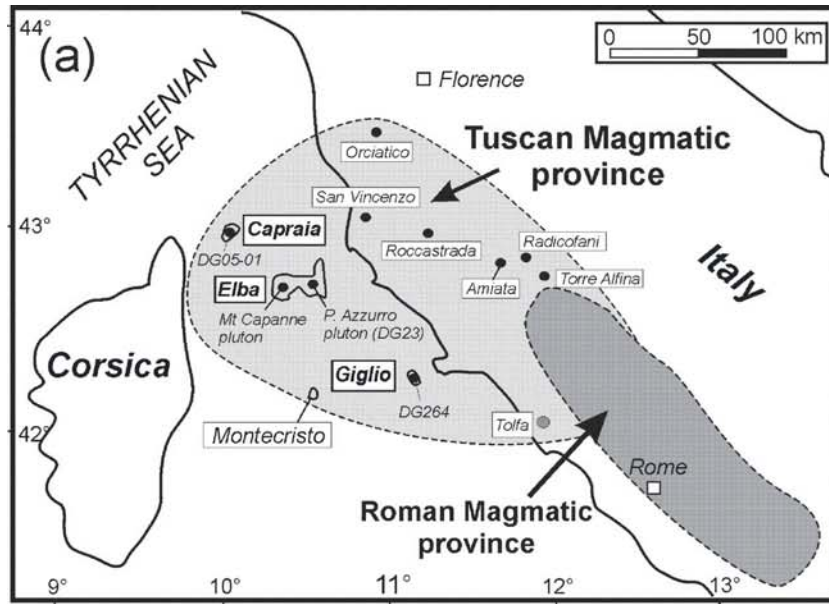 44°
(a)
0 50 100 km
Florence
TYRRHENIAN
SEA
Tuscan Magmatic
province
Orciatico
San Vincenzo
43°
Capraia
Roccastrada
Radicofani
DG05-01
Amiata
Torre Alfina
Italy
Elba
Mt Capanne
pluton
P. Azzurro
pluton (DG23)
Corsica
Giglio
DG264
Montecristo
42°
Tolfa
Rome
Roman Magmatic
province
9° 10° 11° 12° 13°